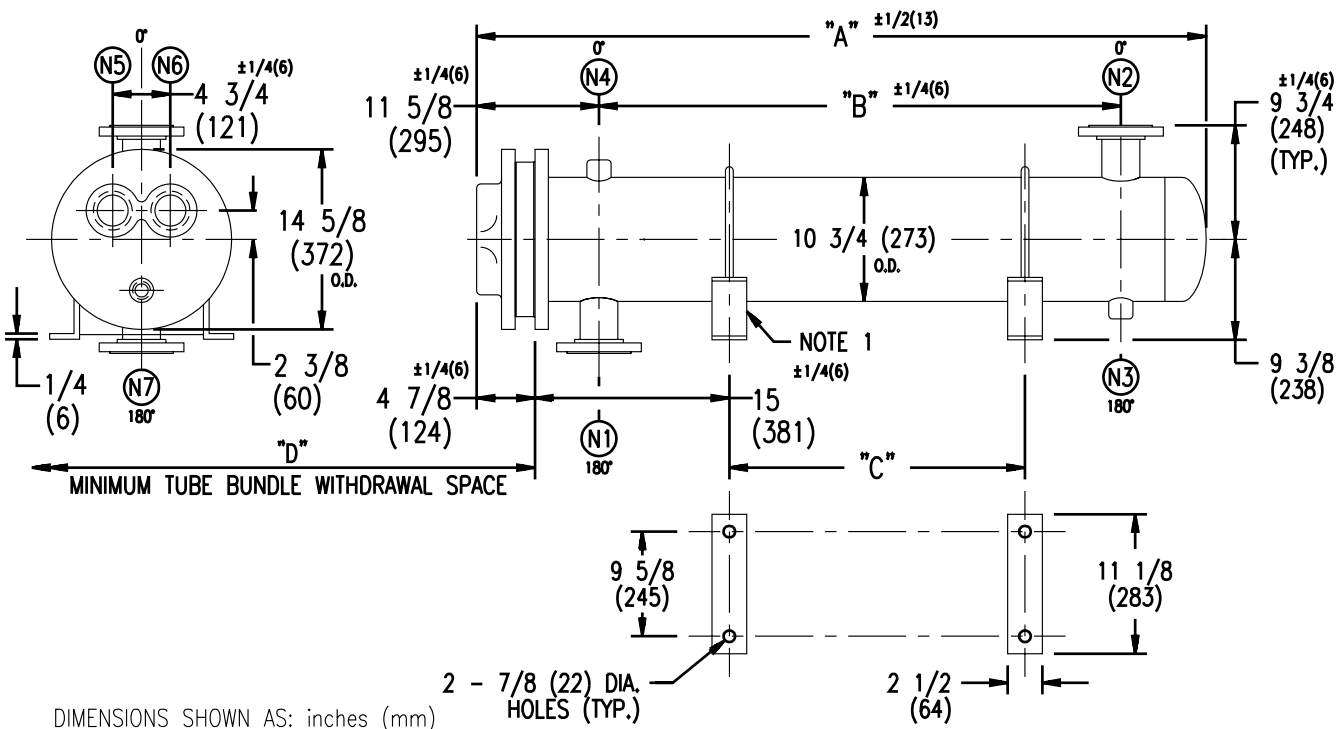 0°
N5
N6
±1/4(6)
4 3/4
(121)
14 5/8
(372)
O.D.
2 3/8
(60)
1/4
(6)
N7
180°
"A" ±1/2(13)
±1/4(6)
11 5/8
(295)
0°
N4
"B" ±1/4(6)
0°
N2
±1/4(6)
9 3/4
(248)
(TYP.)
10 3/4 (273)
O.D.
NOTE 1
±1/4(6)
4 7/8
(124)
±1/4(6)
15
(381)
N1
180°
N3
180°
9 3/8
(238)
"D"
MINIMUM TUBE BUNDLE WITHDRAWAL SPACE
"C"
9 5/8
(245)
11 1/8
(283)
2 - 7/8 (22) DIA.
HOLES (TYP.)
2 1/2
(64)
DIMENSIONS SHOWN AS: inches (mm)